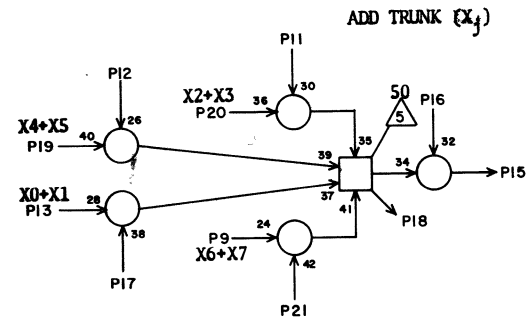 ADD TRUNK (Xj)
P11
P12
30
X2+X3
50
36
P20
5
P16
X4+X5
26
40
P19
35
32
39
34
P15
X0+X1
28
P13
37
41
38
P18
24
P9
X6+X7
42
P17
P21